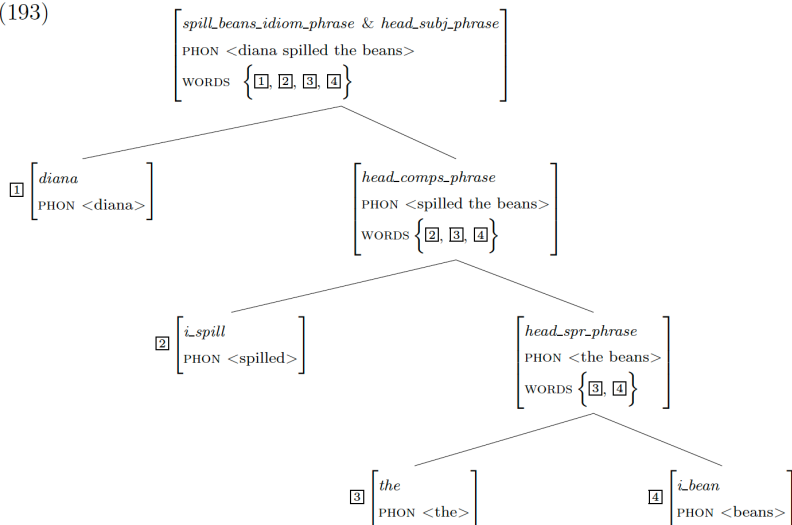 (193)
spill_beans_idiom_phrase & head_subj_phrase
PHON <diana spilled the beans>
WORDS {1, 2, 3, 4}
1 diana
PHON <diana>
head_comps_phrase
PHON <spilled the beans>
WORDS {2, 3, 4}
2 i_spill
PHON <spilled>
head_spr_phrase
PHON <the beans>
WORDS {3, 4}
3 the
PHON <the>
4 i_bean
PHON <beans>